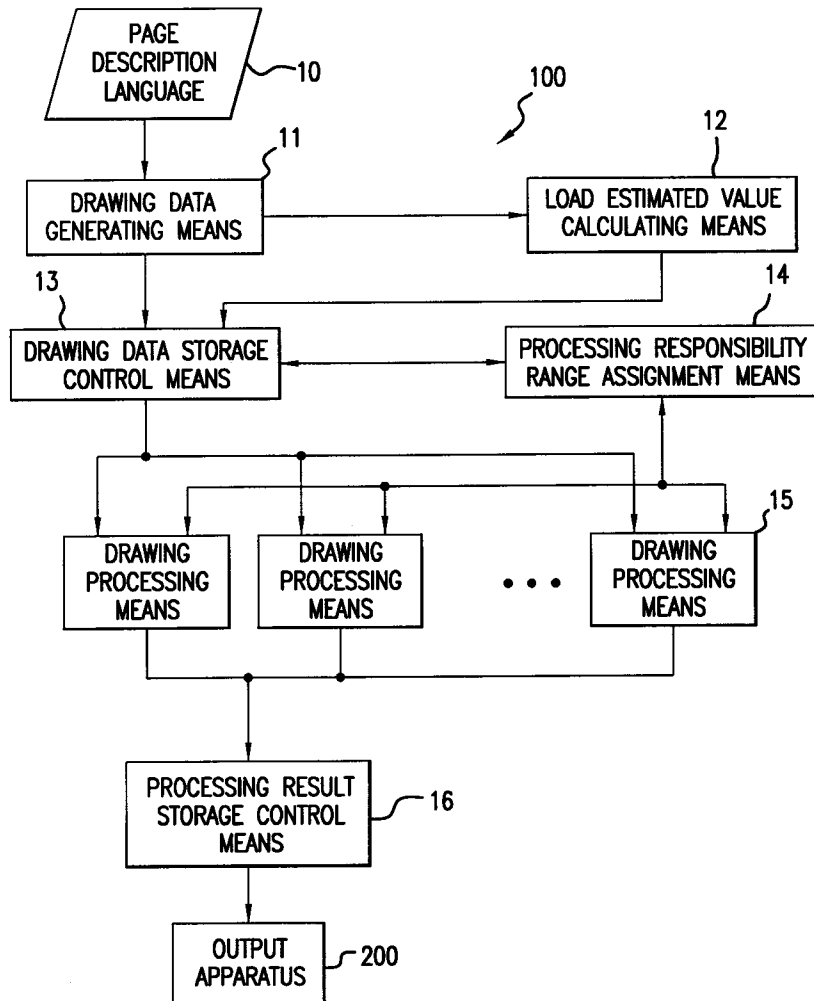 PAGE
DESCRIPTION
LANGUAGE
10
100
11
12
DRAWING DATA
GENERATING MEANS
LOAD ESTIMATED VALUE
CALCULATING MEANS
13
14
DRAWING DATA STORAGE
CONTROL MEANS
PROCESSING RESPONSIBILITY
RANGE ASSIGNMENT MEANS
15
DRAWING
PROCESSING
MEANS
DRAWING
PROCESSING
MEANS
DRAWING
PROCESSING
MEANS
PROCESSING RESULT
STORAGE CONTROL
MEANS
16
OUTPUT
APPARATUS
200